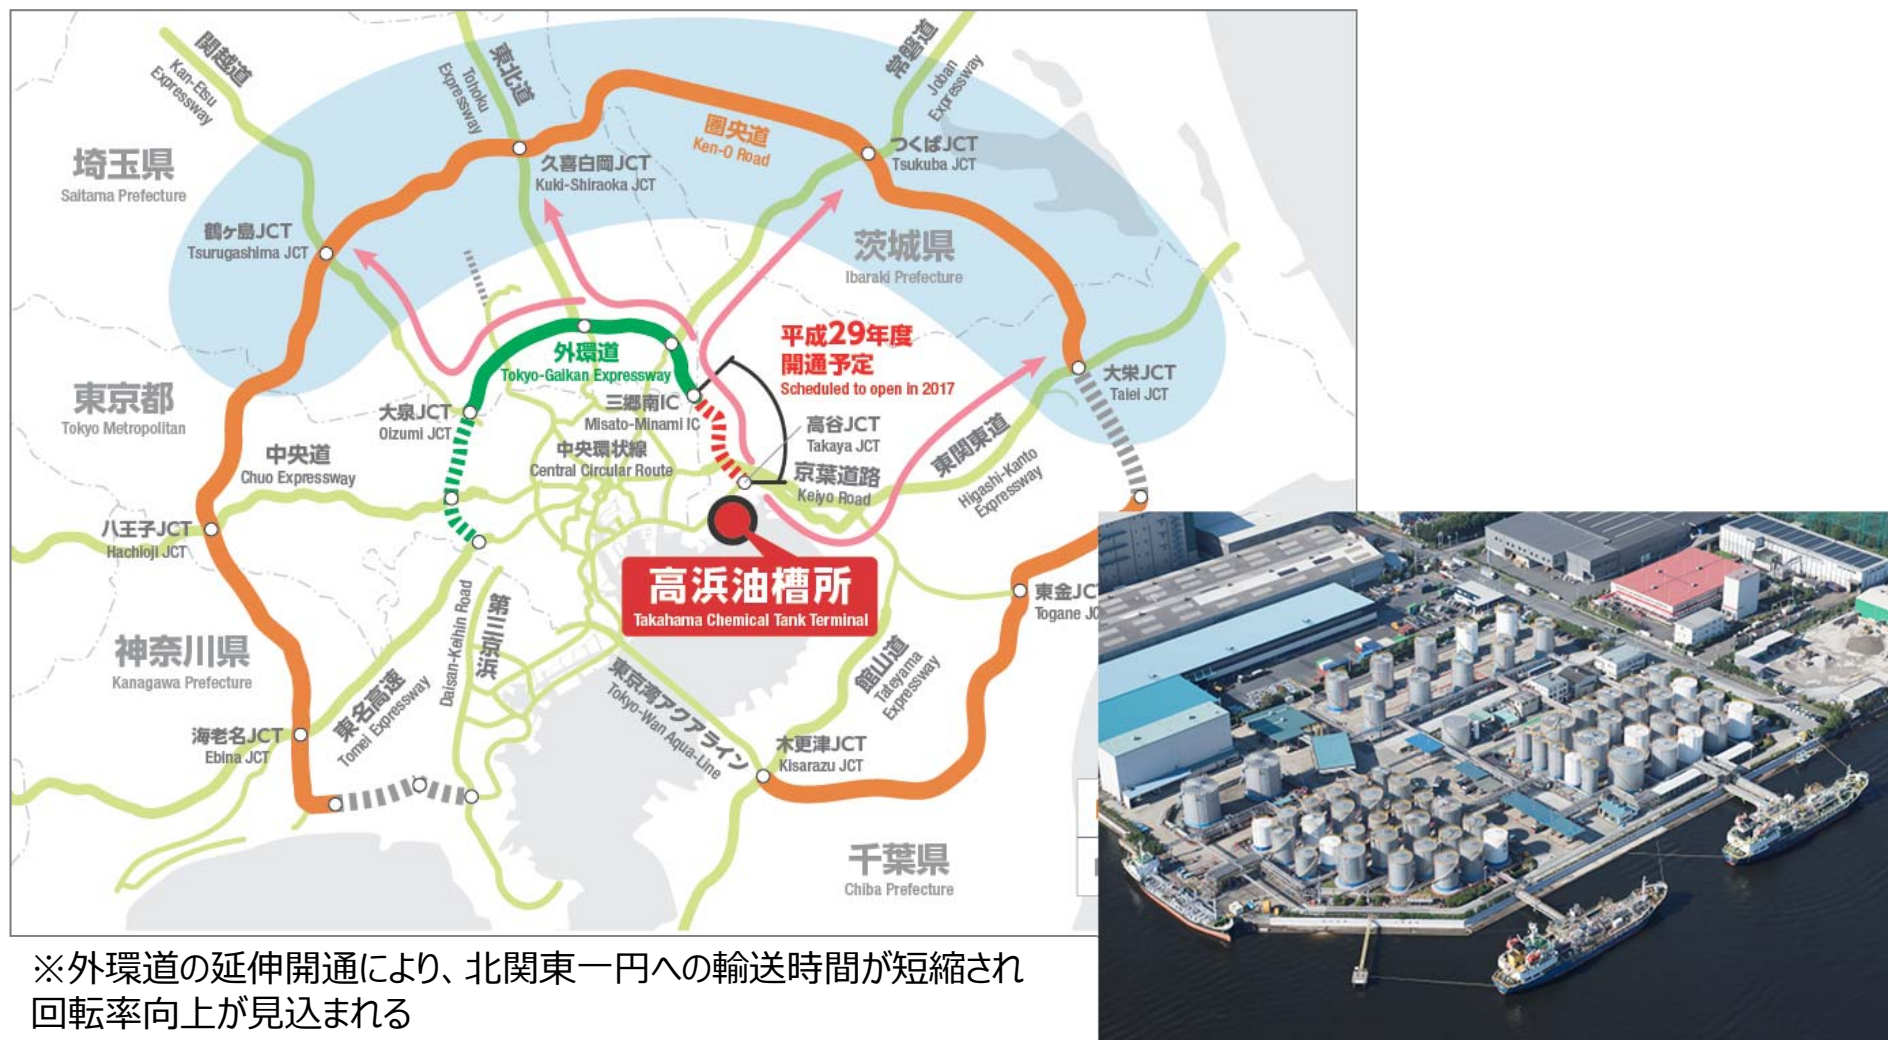 関越道
Kan-Etsu
Expressway
東北道
Tohoku
Expressway
常磐道
Joban
Expressway
圏央道
Ken-O Road
埼玉県
Saitama Prefecture
久喜白岡JCT
Kuki-Shiraoka JCT
つくばJCT
Tsukuba JCT
鶴ヶ島JCT
Tsurugashima JCT
茨城県
Ibaraki Prefecture
平成29年度
開通予定
Scheduled to open in 2017
外環道
Tokyo-Gaikan Expressway
東京都
Tokyo Metropolitan
大泉JCT
Oizumi JCT
三郷南IC
Misato-Minami IC
大栄JCT
Taiei JCT
高谷JCT
Takaya JCT
中央道
Chuo Expressway
中央環状線
Central Circular Route
京葉道路
Keiyo Road
東関東道
Higashi-Kanto
Expressway
八王子JCT
Hachioji JCT
高浜油槽所
Takahama Chemical Tank Terminal
東金JCT
Togane JC
第三京浜
Daisan-Keihin Road
神奈川県
Kanagawa Prefecture
東名高速
Tomei Expressway
東京湾アクアライン
Tokyo-Wan Aqua-Line
館山道
Tateyama
Expressway
海老名JCT
Ebina JCT
木更津JCT
Kisarazu JCT
千葉県
Chiba Prefecture
※外環道の延伸開通により、北関東一円への輸送時間が短縮され
回転率向上が見込まれる